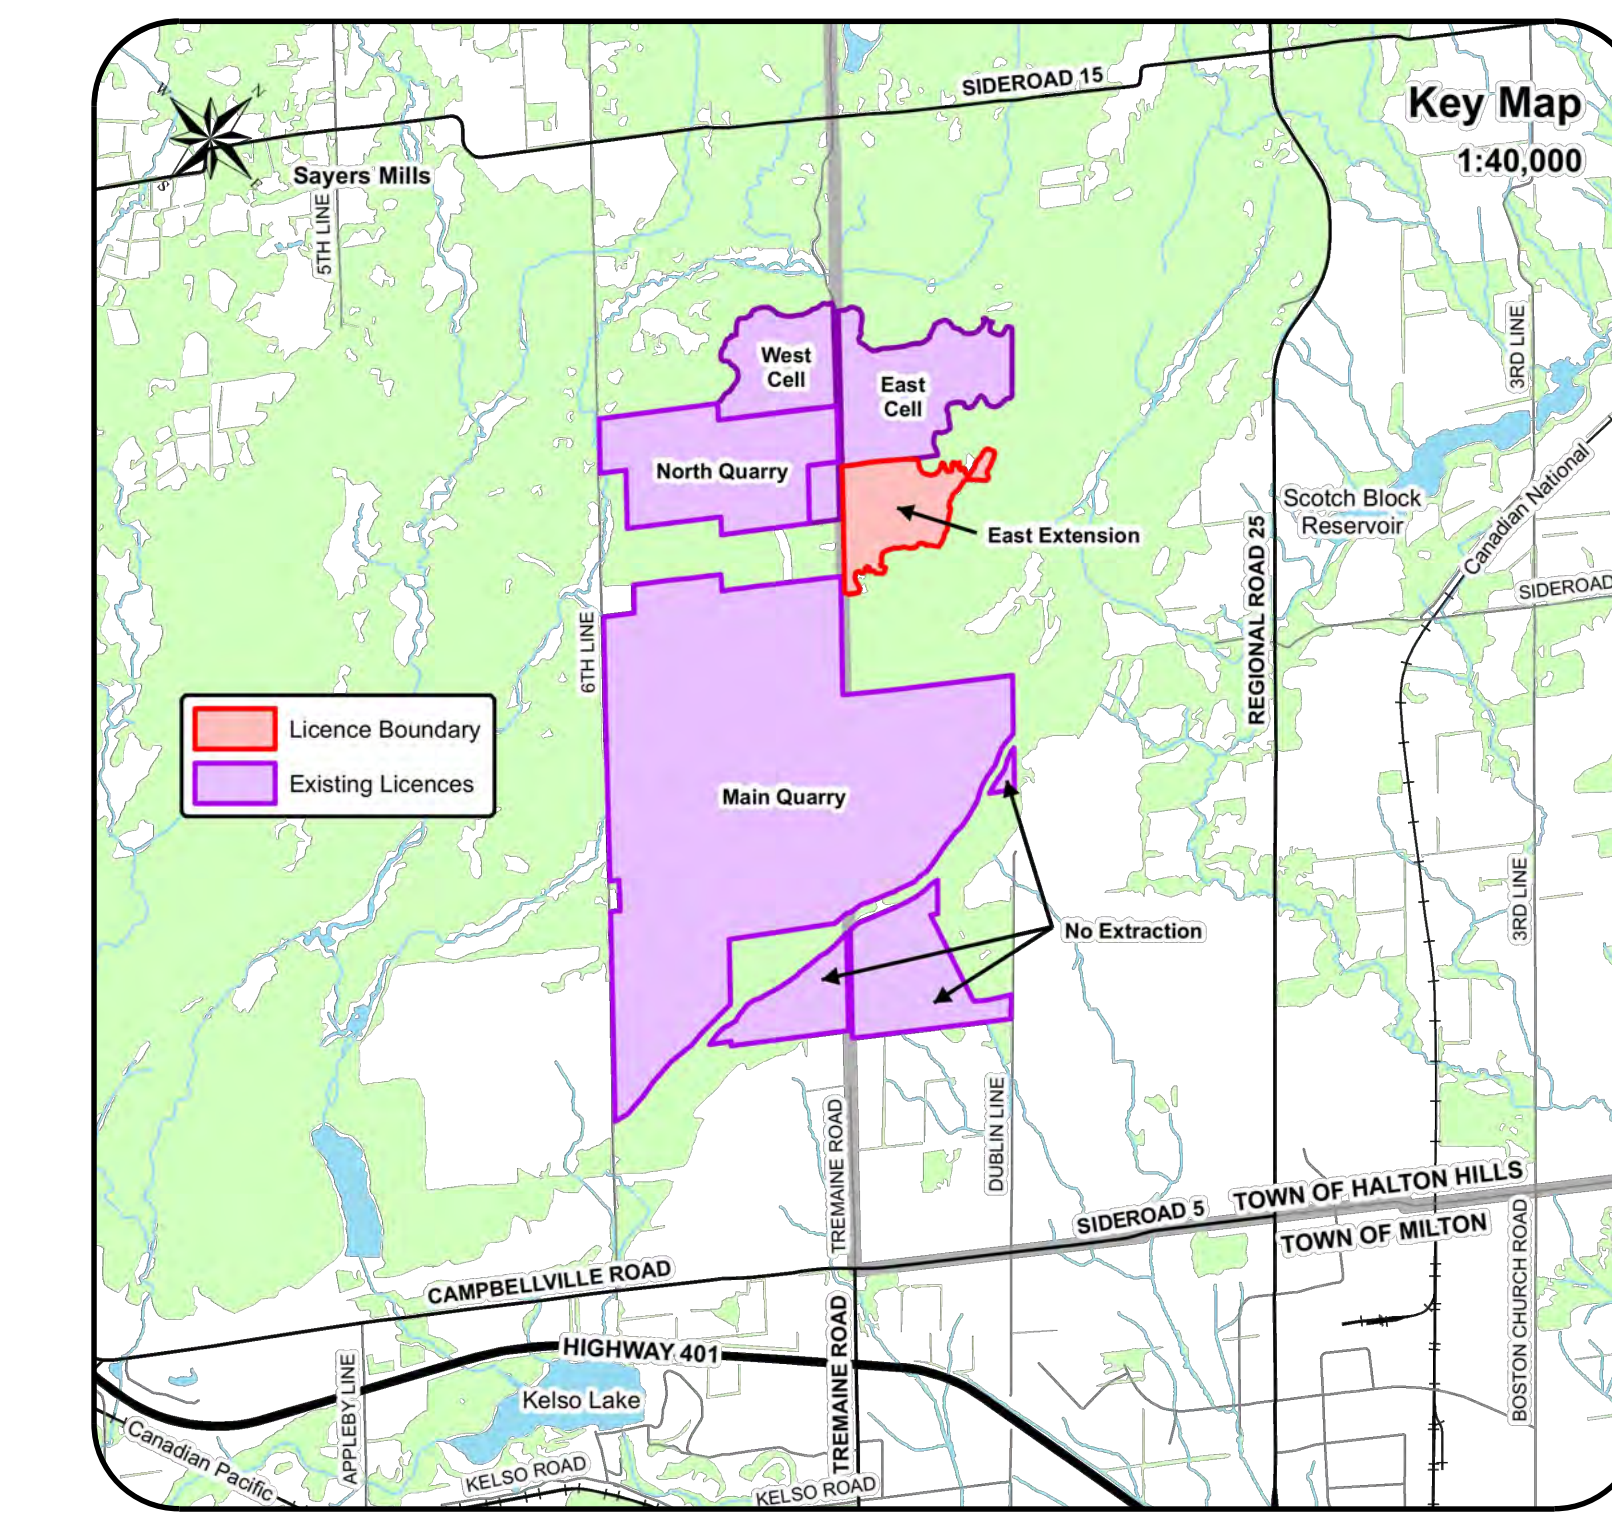 SIDEROAD 15
Key Map
1:40,000
W
N
S
E
Sayers Mills
5TH LINE
3RD LINE
West
Cell
East
Cell
North Quarry
East Extension
Scotch Block
Reservoir
Canadian National
SIDEROAD
REGIONAL ROAD 25
6TH LINE
Licence Boundary
Existing Licences
Main Quarry
3RD LINE
No Extraction
TREMAINE ROAD
DUBLIN LINE
SIDEROAD 5
TOWN OF HALTON HILLS
TOWN OF MILTON
CAMPBELLVILLE ROAD
HIGHWAY 401
Kelso Lake
APPLEBY LINE
TREMAINE ROAD
BOSTON CHURCH ROAD
Canadian Pacific
KELSO ROAD
KELSO ROAD